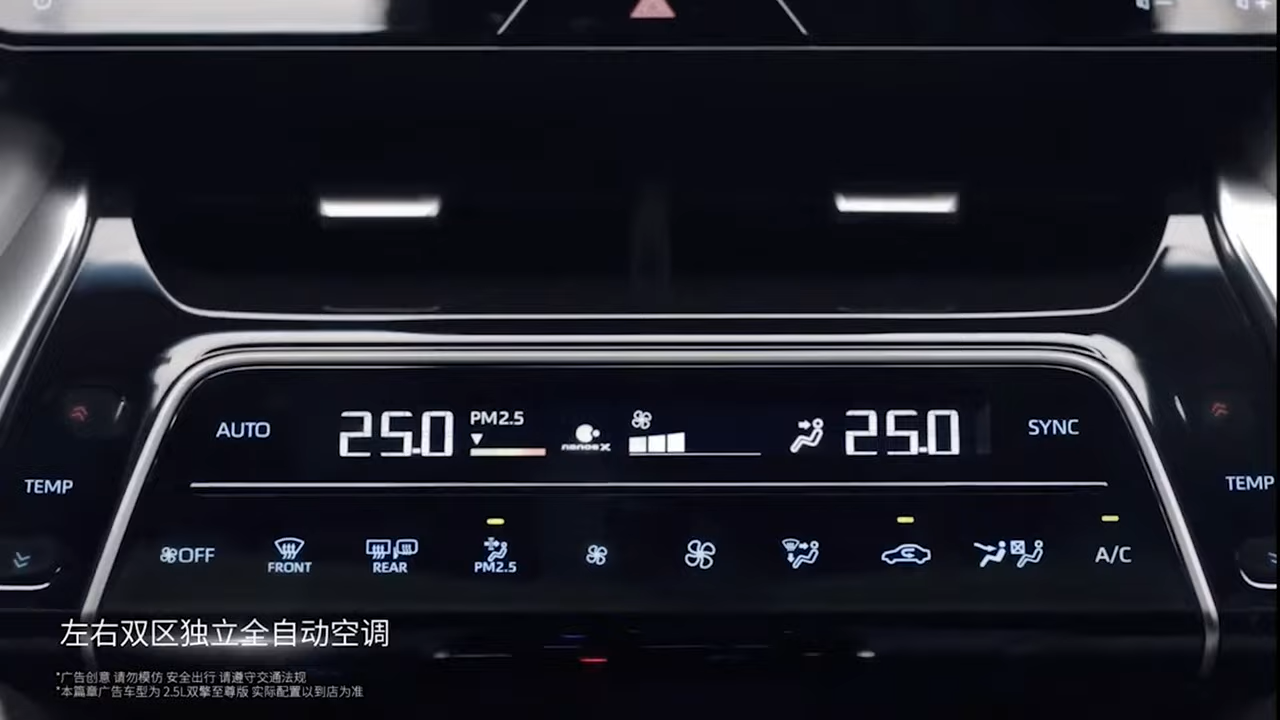 AUTO 25.0 PM2.5 nanoe X 25.0 SYNC
TEMP TEMP
OFF FRONT REAR PM2.5 A/C
左右双区独立全自动空调
*广告创意 请勿模仿 安全出行 请遵守交通法规
*本篇章广告车型为 2.5L双擎至尊版 实际配置以到店为准